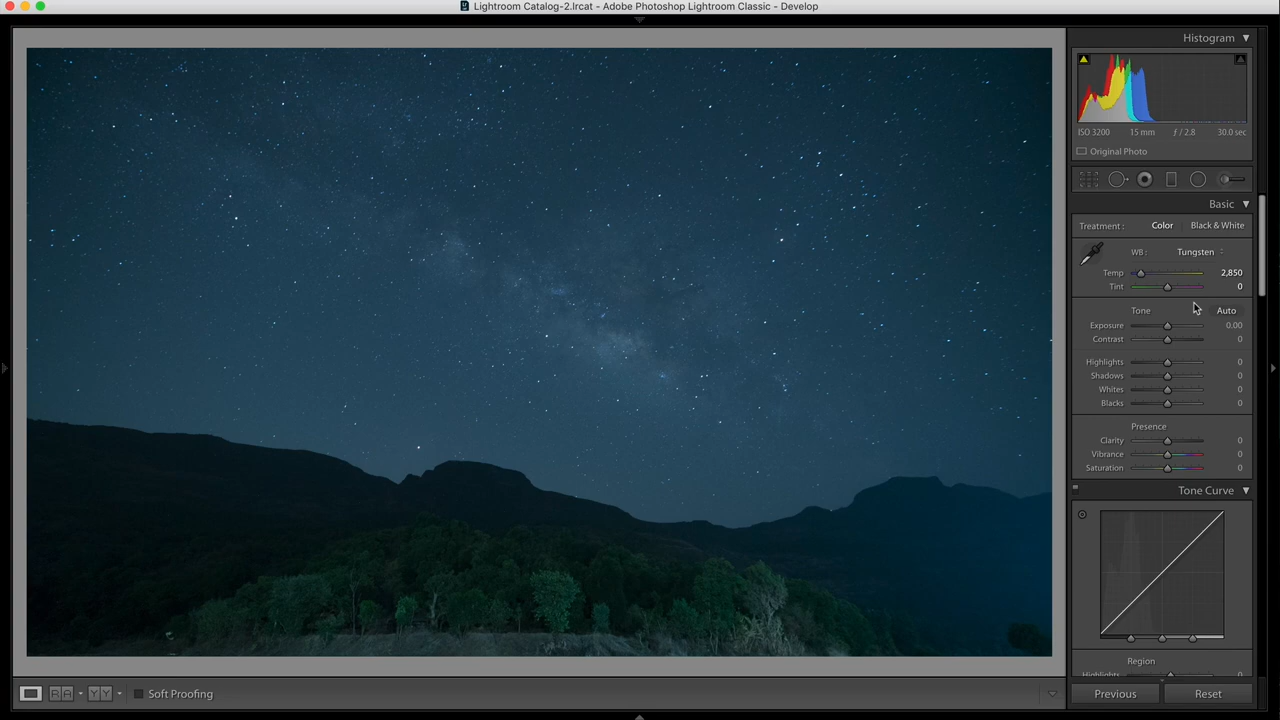 Lightroom Catalog-2.lrcat - Adobe Photoshop Lightroom Classic - Develop
Histogram
ISO 3200 15 mm ƒ / 2.8 30.0 sec
Original Photo
Basic
Treatment : Color Black & White
WB : Tungsten
Temp 2,850
Tint 0
Tone Auto
Exposure 0.00
Contrast 0
Highlights 0
Shadows 0
Whites 0
Blacks 0
Presence
Clarity 0
Vibrance 0
Saturation 0
Tone Curve
Region
Highlights 0
R A Y Y Soft Proofing
Previous Reset